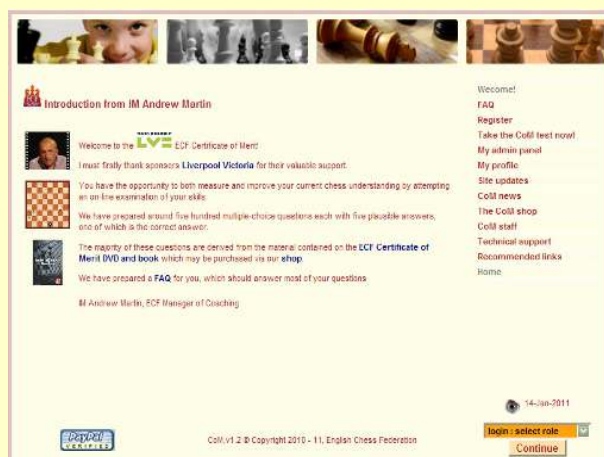 Introduction from IM Andrew Martin
Welcome to the LVE ECF Certificate of Merit!
I must firstly thank sponsors Liverpool Victoria for their valuable support.
You have the opportunity to both measure and improve your current chess understanding by attempting
an on-line examination of your skills.
We have prepared around five hundred multiple-choice questions each with five plausible answers,
one of which is the correct answer.
The majority of these questions are derived from the material contained on the ECF Certificate of
Merit DVD and book which may be purchased via our shop.
We have prepared a FAQ for you, which should answer most of your questions
IM Andrew Martin, ECF Manager of Coaching
Wecome!
FAQ
Register
Take the CoM test now!
My admin panel
My profile
Site updates
CoM news
The CoM shop
CoM staff
Technical support
Recommended links
Home
14-Jan-2011
login : select role
Continue
PayPal
VERIFIED
CoM,v1.2 © Copyright 2010 - 11, English Chess Federation